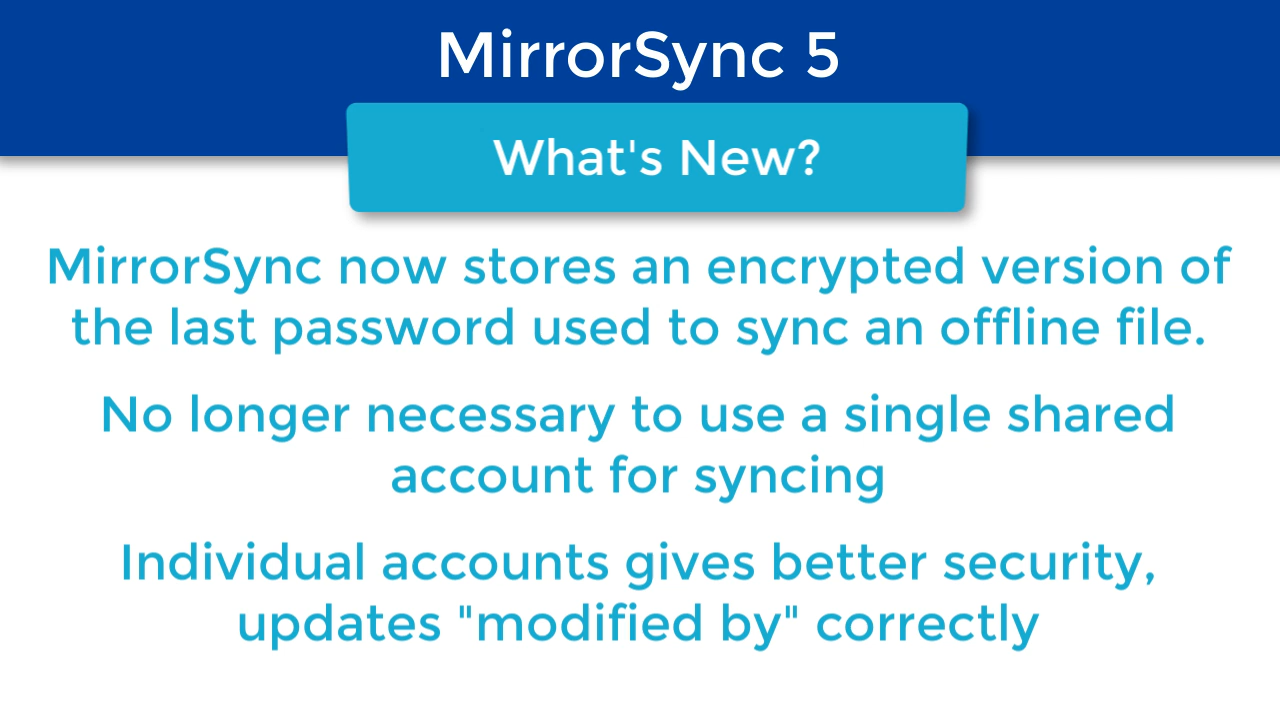 MirrorSync 5
What's New?
MirrorSync now stores an encrypted version of
the last password used to sync an offline file.
No longer necessary to use a single shared
account for syncing
Individual accounts gives better security,
updates "modified by" correctly